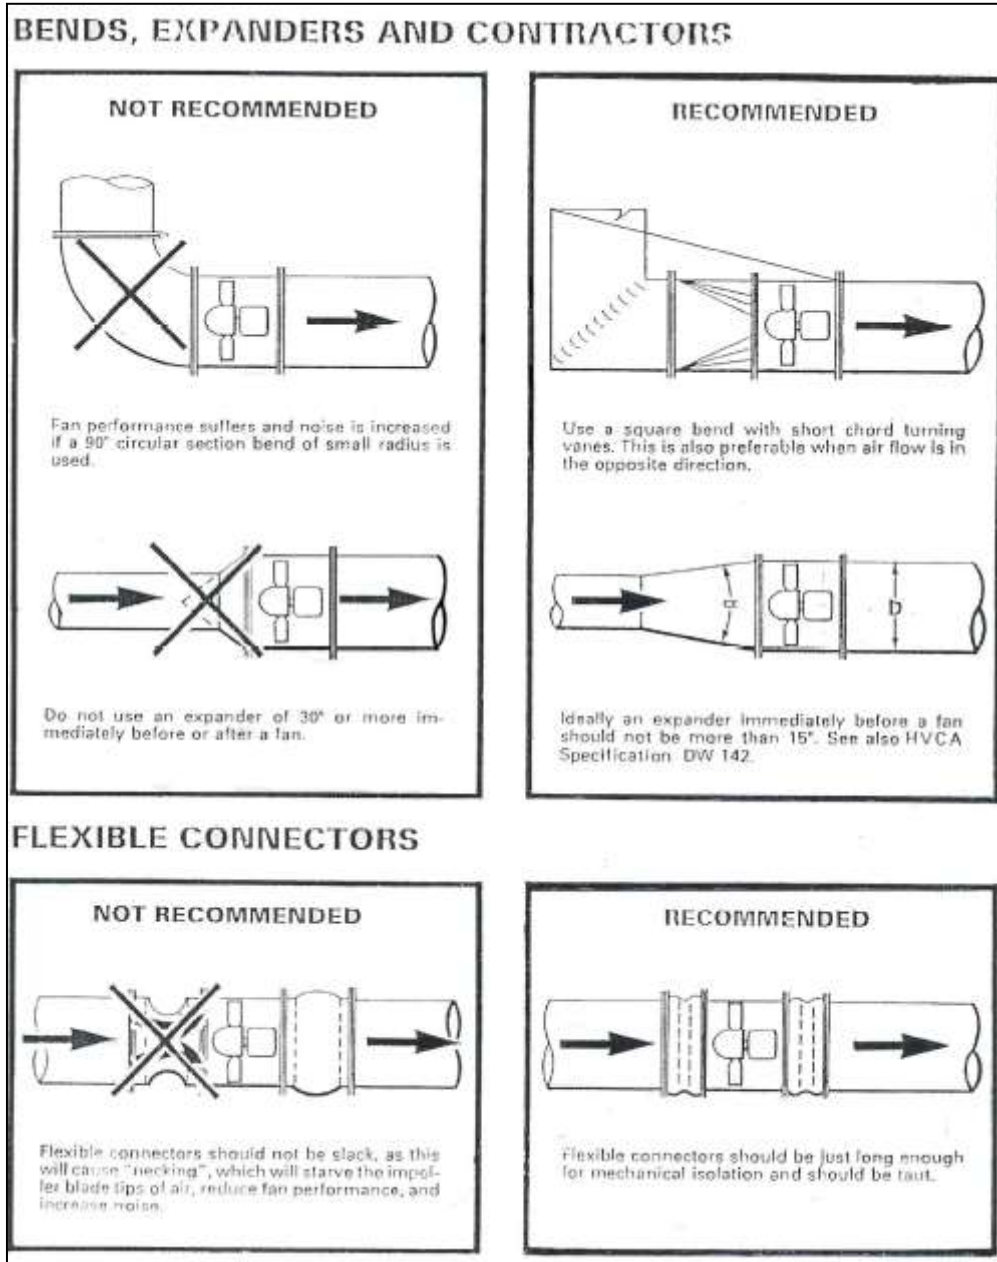 BENDS, EXPANDERS AND CONTRACTORS
NOT RECOMMENDED
Fan performance suffers and noise is increased
if a 90° circular section bend of small radius is
used.
Do not use an expander of 30° or more im-
mediately before or after a fan.
RECOMMENDED
Use a square bend with short chord turning
vanes. This is also preferable when air flow is in
the opposite direction.
a
D
Ideally an expander immediately before a fan
should not be more than 15°. See also HVCA
Specification DW 142.
FLEXIBLE CONNECTORS
NOT RECOMMENDED
Flexible connectors should not be slack, as this
will cause "necking", which will starve the impel-
ler blade tips of air, reduce fan performance, and
increase noise.
RECOMMENDED
Flexible connectors should be just long enough
for mechanical isolation and should be taut.